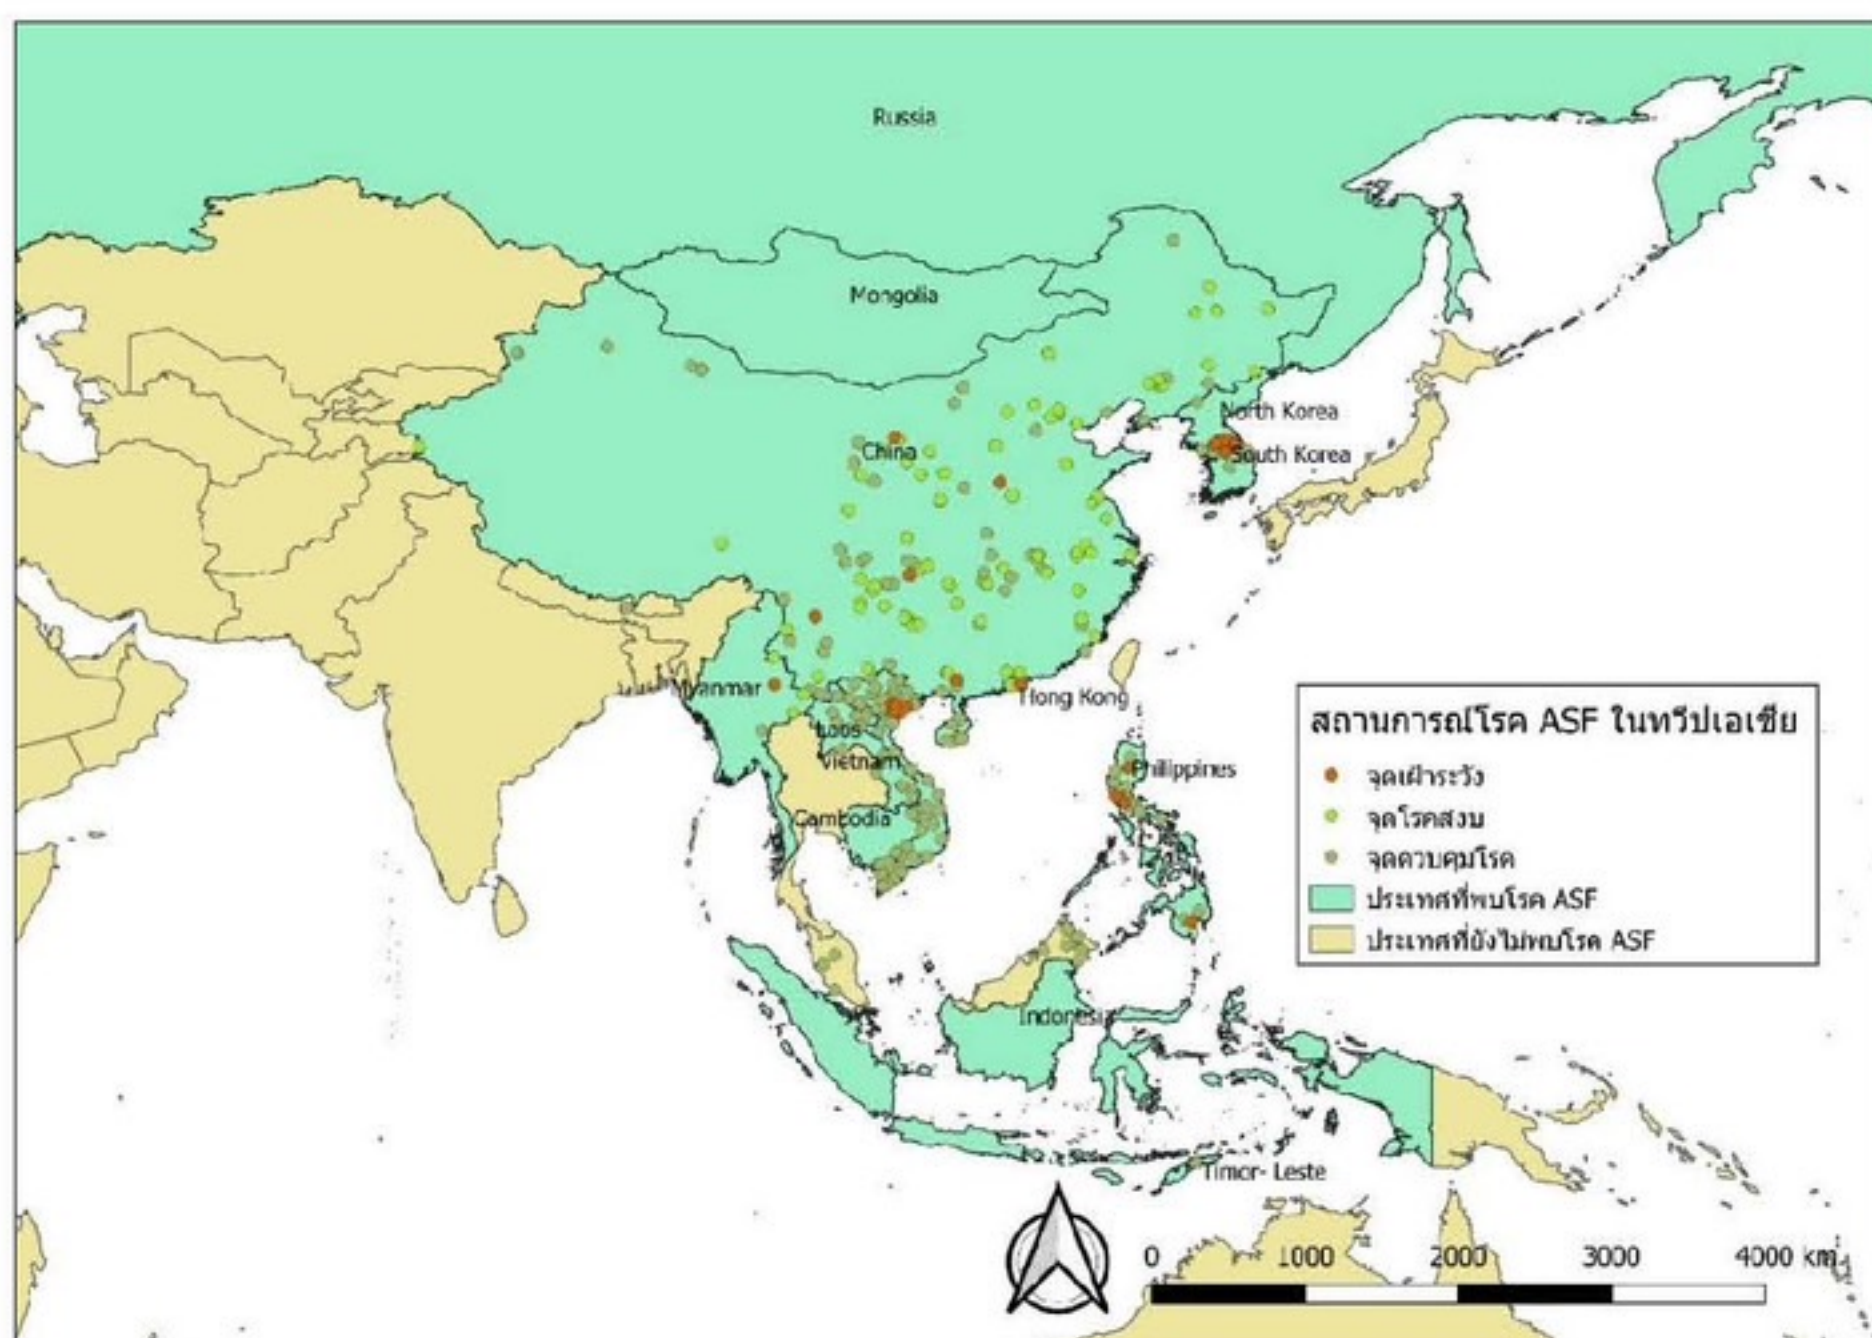 Russia
Mongolia
North Korea
China
South Korea
Myanmar
Hong Kong
Laos
Vietnam
Philippines
Cambodia
Indonesia
Timor- Leste
สถานการณ์โรค ASF ในทวีปเอเชีย
จุดเฝ้าระวัง
จุดโรคสงบ
จุดควบคุมโรค
ประเทศที่พบโรค ASF
ประเทศที่ยังไม่พบโรค ASF
0 1000 2000 3000 4000 km